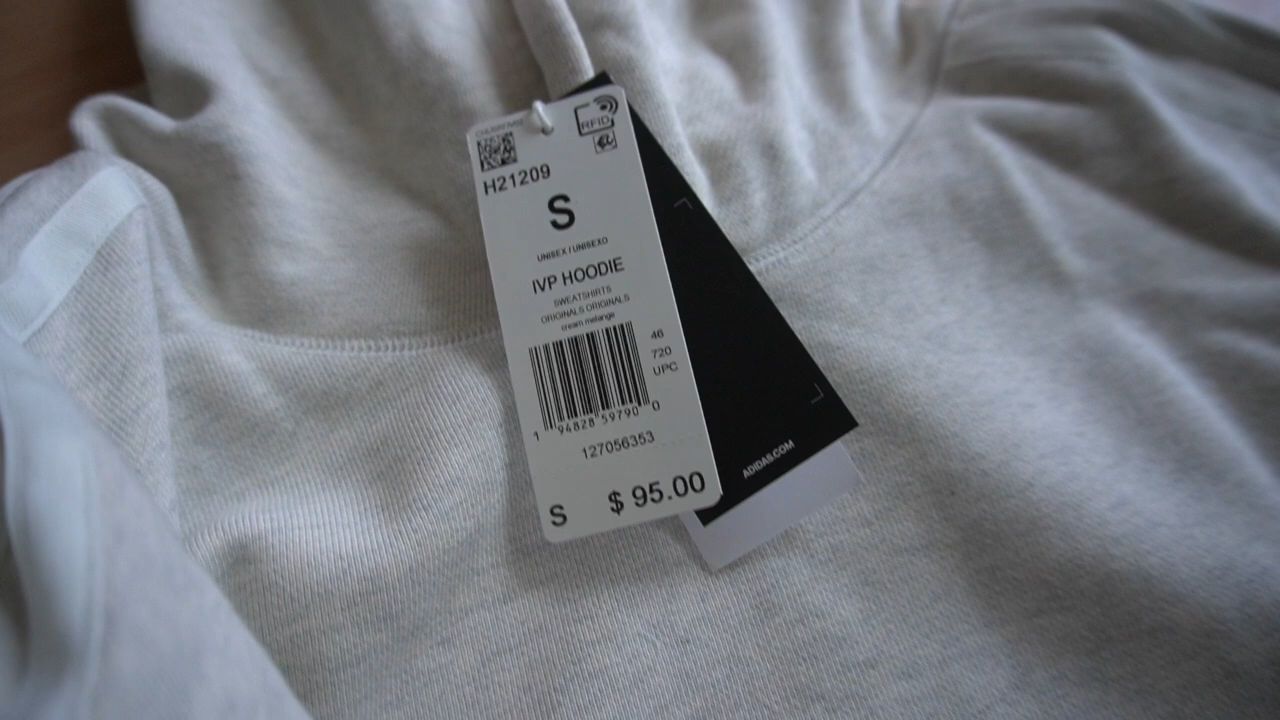 RFID
H21209
S
UNISEX / UNISEXO
IVP HOODIE
SWEATSHIRTS
ORIGINALS ORIGINALS
cream melange
46
720
UPC
1 94828 59790 0
127056353
S $ 95.00
ADIDAS.COM